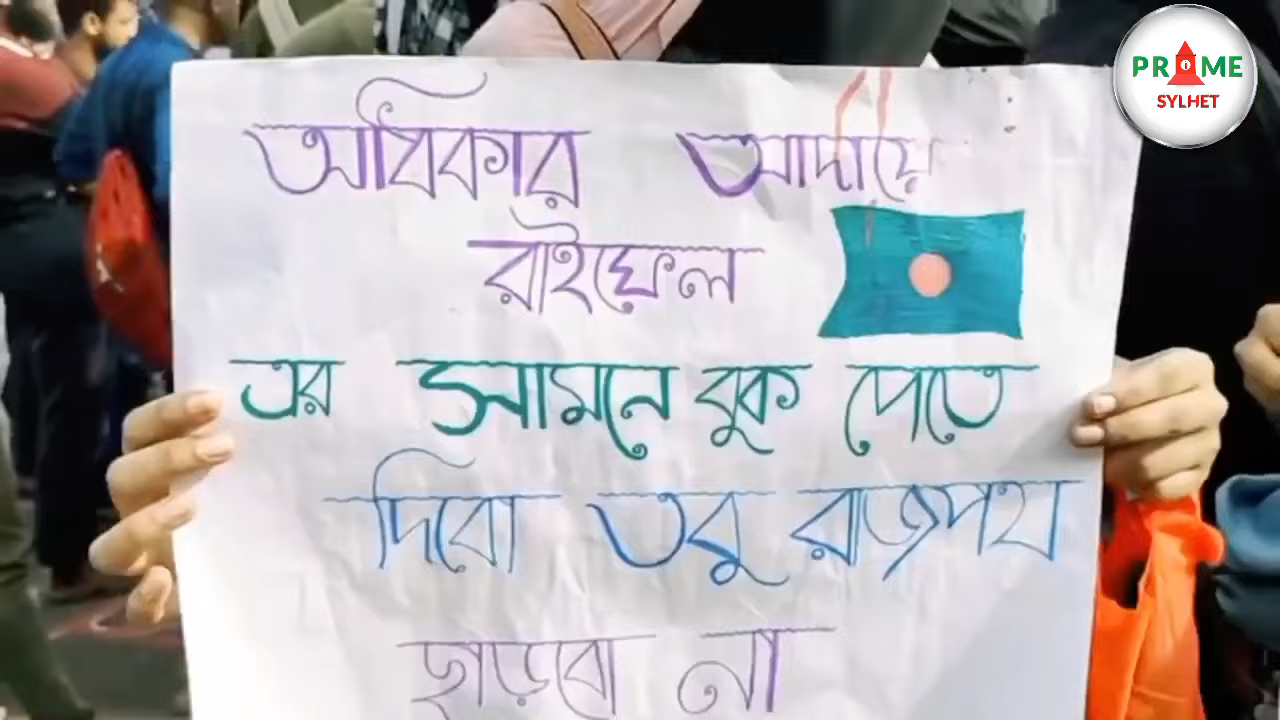 PRIME
SYLHET
অধিকার আদায়ে
রাইফেল
এর সামনে বুক পেতে
দিবো তবু রাজপথ
ছাড়বো না